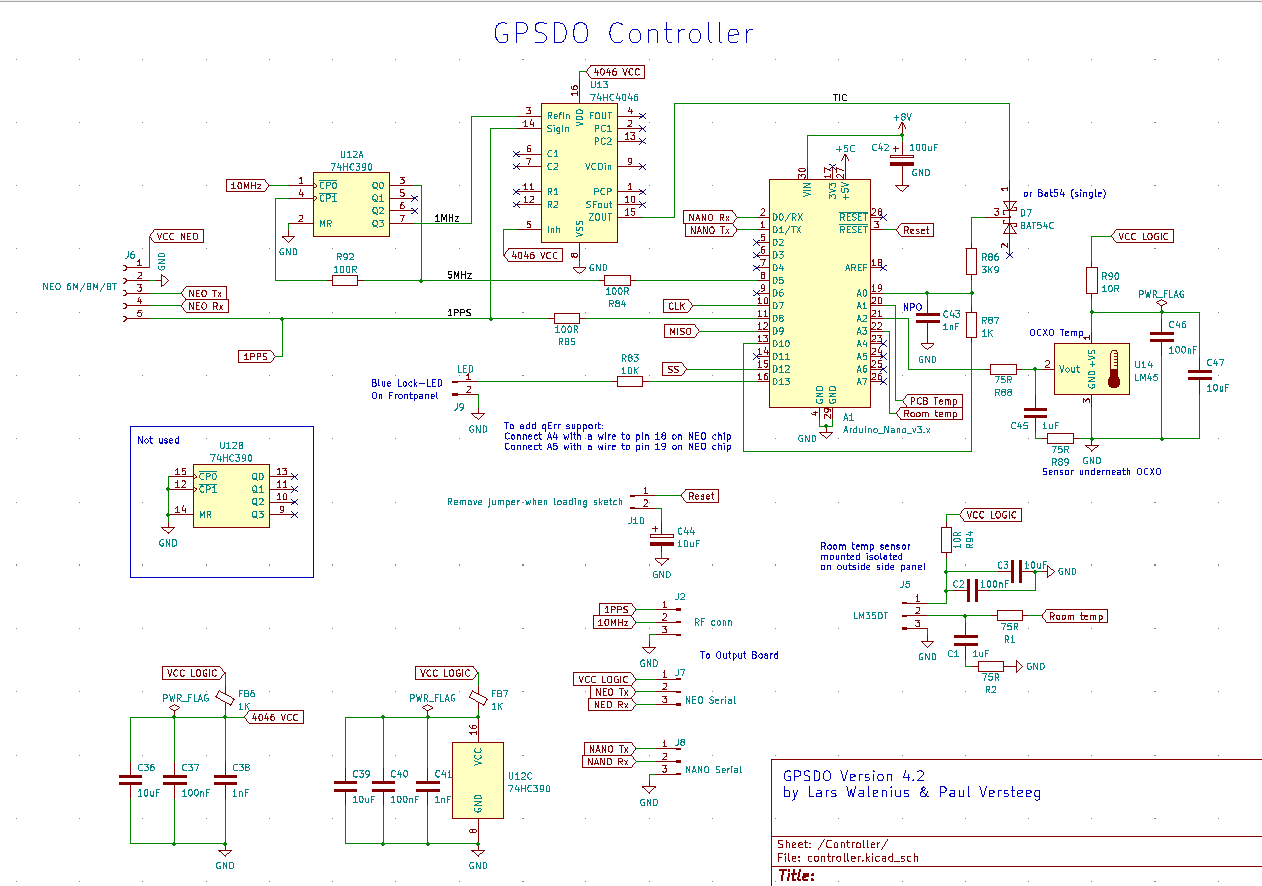 GPSDO Controller
4046 VCC
16
U13
74HC4046
3 RefIn
14 SigIn
6 C1
7 C2
11 R1
12 R2
5 Inh
VDD
VSS
8
FOUT 4
PC1 2
PC2 13
VCDin 9
PCP 1
SFout 10
ZOUT 15
4046 VCC
GND
TIC
U12A
74HC390
10MHz
1 CP0
4 CP1
2 MR
Q0 3
Q1 5
Q2 6
Q3 7
GND
1MHz
5MHz
1PPS
R92
100R
100R
R84
100R
R85
VCC NEO
J6
GND
NEO 6M/8M/8T
1
2
3
4
5
NEO Tx
NEO Rx
1PPS
+8V
C42
100uF
GND
+5C
30
17
27
VIN
3V3
+5V
NANO Rx
NANO Tx
2 D0/RX
1 D1/TX
5 D2
6 D3
7 D4
8 D5
9 D6
10 D7
11 D8
12 D9
13 D10
14 D11
15 D12
16 D13
CLK
MISO
SS
RESET 28
RESET 3
AREF 18
A0 19
A1 20
A2 21
A3 22
A4 23
A5 24
A6 25
A7 26
Reset
GND
GND
4
29
GND
A1
Arduino_Nano_v3.x
PCB Temp
Room temp
or Bat54 (single)
1
3
2
D7
BAT54C
R86
3K9
R87
1K
NPO
C43
1nF
GND
VCC LOGIC
R90
10R
PWR_FLAG
OCXO Temp
C46
100nF
C47
10uF
1
2
3
Vout
GND
+VS
U14
LM45
75R
R88
C45
1uF
75R
R89
GND
Sensor underneath OCXO
Blue Lock-LED
On Frontpanel
LED
1
2
J9
GND
R83
10K
To add qErr support:
Connect A4 with a wire to pin 18 on NEO chip
Connect A5 with a wire to pin 19 on NEO chip
Not used
U12B
74HC390
15 CP0
12 CP1
14 MR
Q0 13
Q1 11
Q2 10
Q3 9
GND
Remove jumper when loading sketch
1
2
J10
Reset
C44
10uF
GND
J2
1PPS 1
10MHz 2
3
RF conn
GND
To Output Board
J7
VCC LOGIC 1
NEO Tx 2
NEO Rx 3
NEO Serial
J8
NANO Tx 1
NANO Rx 2
3
NANO Serial
GND
VCC LOGIC
10R
R94
Room temp sensor
mounted isolated
on outside side panel
C3
10uF
GND
C2
100nF
J5
LM35DT
1
2
3
GND
C1
1uF
75R
R1
Room temp
75R
R2
GND
VCC LOGIC
PWR_FLAG
FB6
1K
4046 VCC
C36
10uF
C37
100nF
C38
1nF
GND
VCC LOGIC
PWR_FLAG
FB7
1K
16
C39
10uF
C40
100nF
C41
1nF
VCC
GND
U12C
74HC390
8
GND
GPSDO Version 4.2
by Lars Walenius & Paul Versteeg
Sheet: /Controller/
File: controller.kicad_sch
Title: